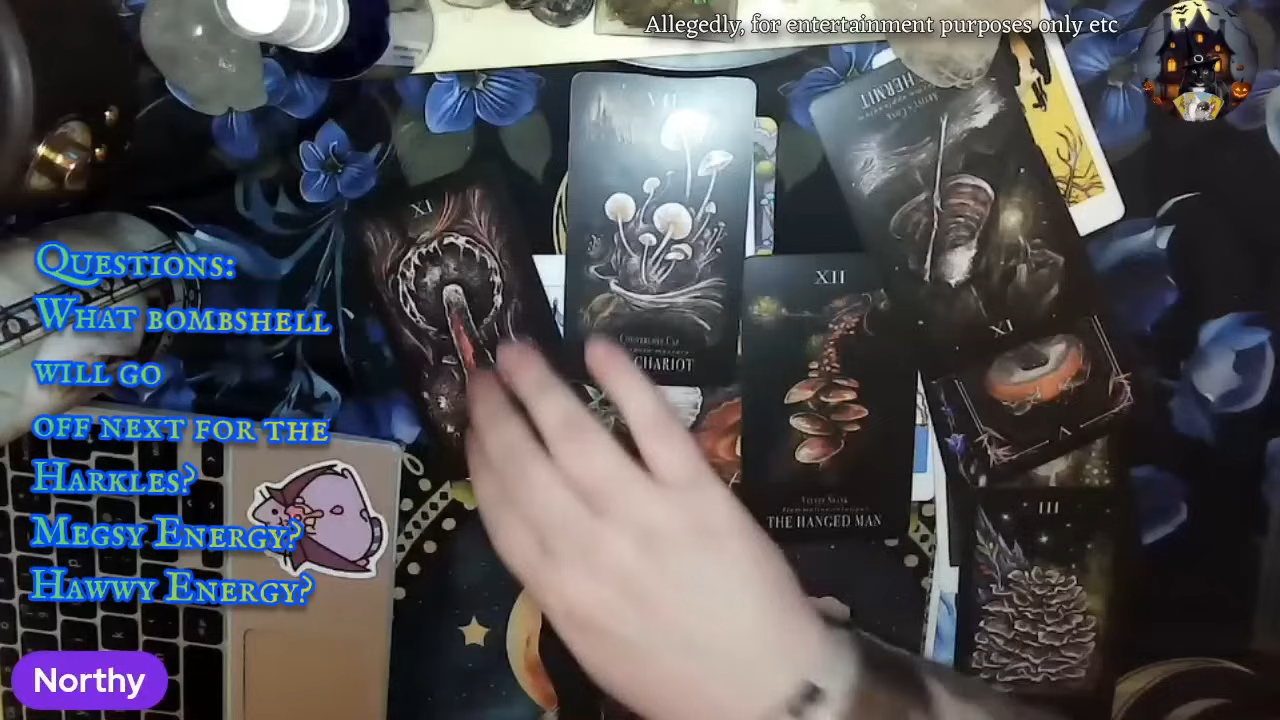 Allegedly, for entertainment purposes only etc
HERMIT
VII
XI
Questions:
What bombshell
will go
off next for the
Harkles?
Megsy Energy?
Hawwy Energy?
XII
XI
CHARIOT
V
III
THE HANGED MAN
Northy